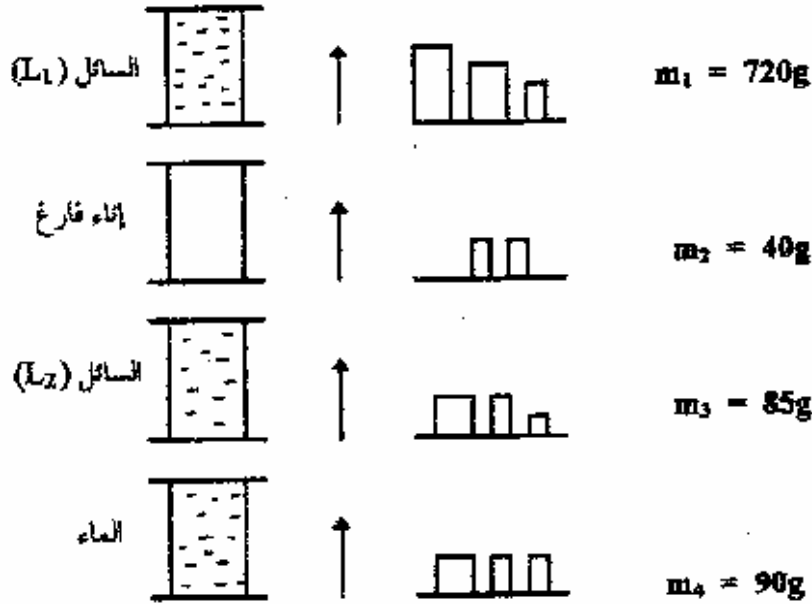 السائل (L₁) m₁ = 720g
إناء فارغ m₂ = 40g
السائل (L₂) m₃ = 85g
الماء m₄ = 90g